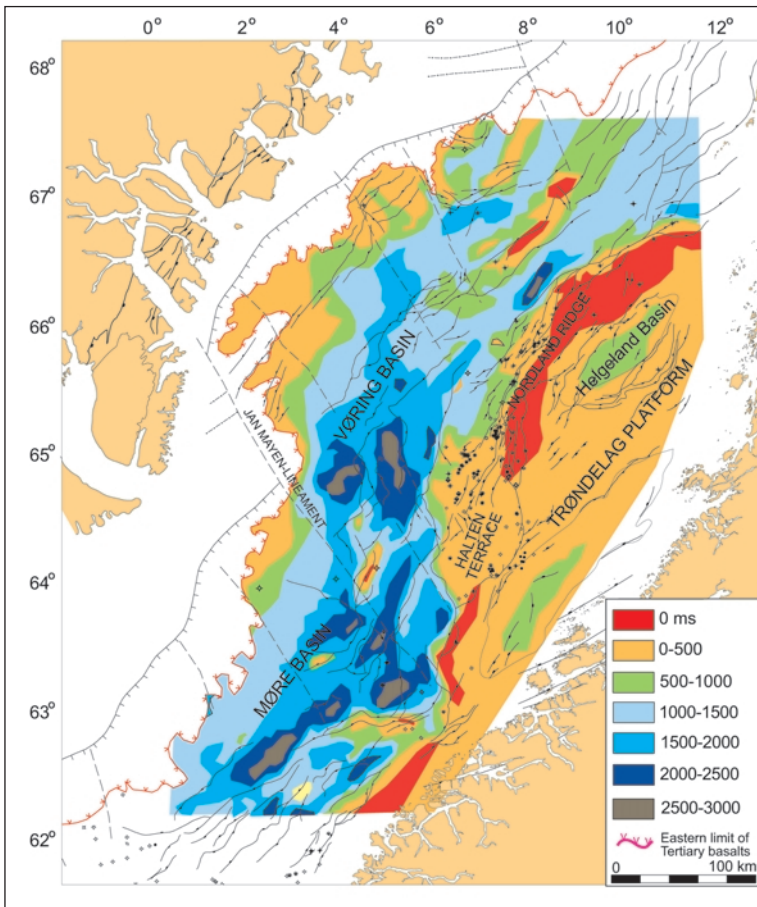 0° 2° 4° 6° 8° 10° 12°
68°
67°
66°
65°
64°
63°
62°
NORDLAND RIDGE
Helgeland Basin
VØRING BASIN
TRØNDELAG PLATFORM
JAN MAYEN-LINEAMENT
HALTEN
TERRACE
MØRE BASIN
0 ms
0-500
500-1000
1000-1500
1500-2000
2000-2500
2500-3000
Eastern limit of
Tertiary basalts
0 100 km